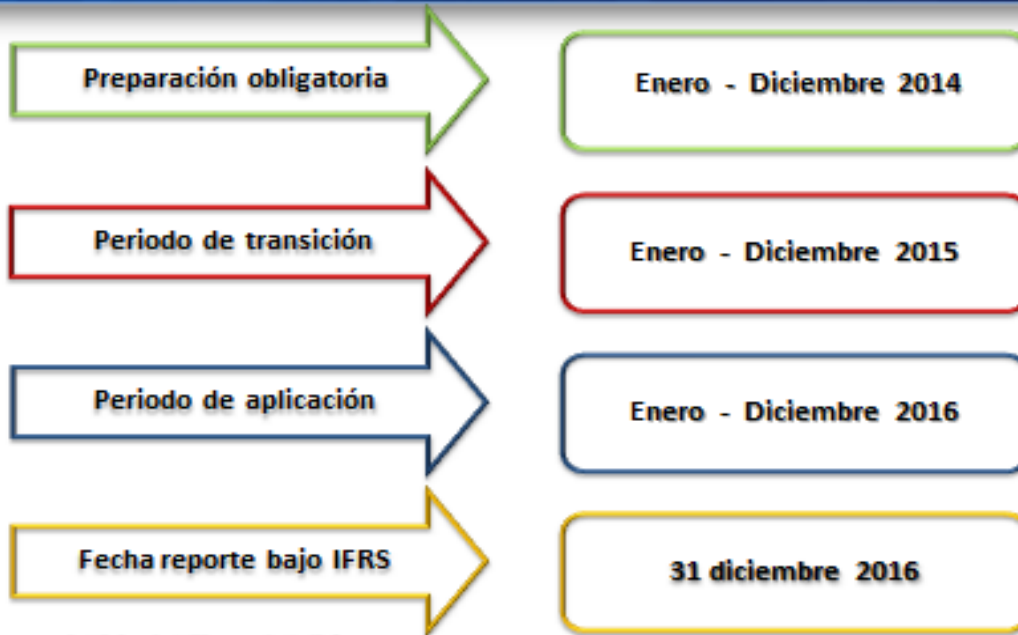 Preparación obligatoria
Enero - Diciembre 2014
Periodo de transición
Enero - Diciembre 2015
Periodo de aplicación
Enero - Diciembre 2016
Fecha reporte bajo IFRS
31 diciembre 2016